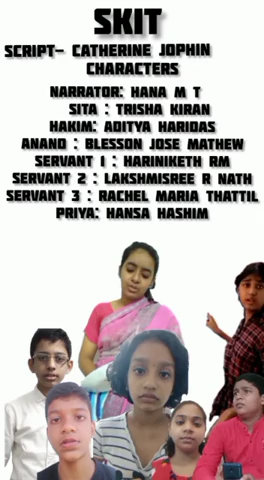 SKIT
SCRIPT- CATHERINE JOPHIN
CHARACTERS
NARRATOR: HANA M T
SITA : TRISHA KIRAN
HAKIM: ADITYA HARIDAS
ANAND : BLESSON JOSE MATHEW
SERVANT 1 : HARINIKETH RM
SERVANT 2 : LAKSHMISREE R NATH
SERVANT 3 : RACHEL MARIA THATTIL
PRIYA: HANSA HASHIM